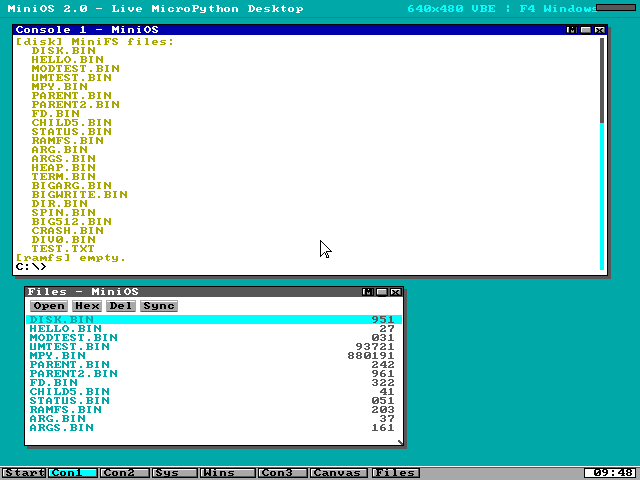 MiniOS 2.0 - Live MicroPython Desktop 640x480 VBE | F4 Windows
Console 1 - MiniOS
[disk] MiniFS files:
DISK.BIN
HELLO.BIN
MODTEST.BIN
UMTEST.BIN
MPY.BIN
PARENT.BIN
PARENT2.BIN
FD.BIN
CHILD5.BIN
STATUS.BIN
RAMFS.BIN
ARG.BIN
ARGS.BIN
HEAP.BIN
TERM.BIN
BIGARG.BIN
BIGWRITE.BIN
DIR.BIN
SPIN.BIN
BIG512.BIN
CRASH.BIN
DIV0.BIN
TEST.TXT
[ramfs] empty.
C:\>
Files - MiniOS
Open Hex Del Sync
DISK.BIN 951
HELLO.BIN 27
MODTEST.BIN 031
UMTEST.BIN 93721
MPY.BIN 880191
PARENT.BIN 242
PARENT2.BIN 961
FD.BIN 322
CHILD5.BIN 41
STATUS.BIN 051
RAMFS.BIN 203
ARG.BIN 37
ARGS.BIN 161
Start Con1 Con2 Sys Wins Con3 Canvas Files 09:48